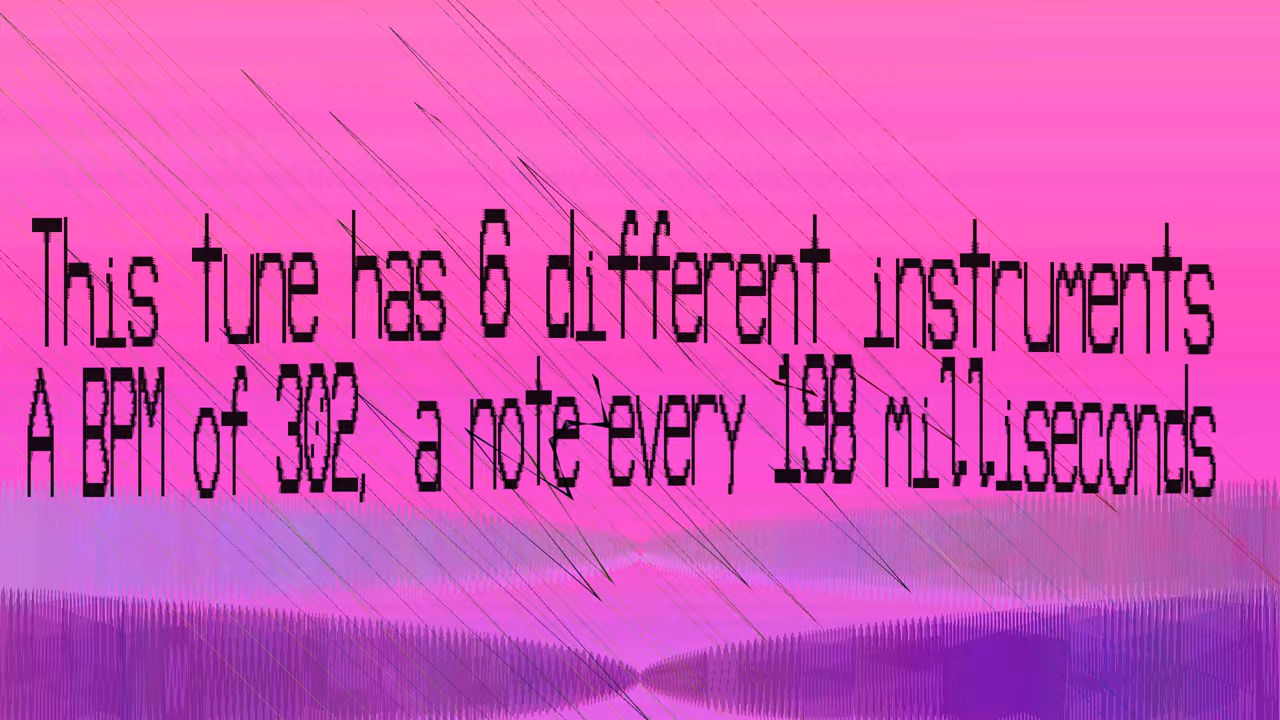 This tune has 6 different instruments
A BPM of 302, a note every 198 milliseconds